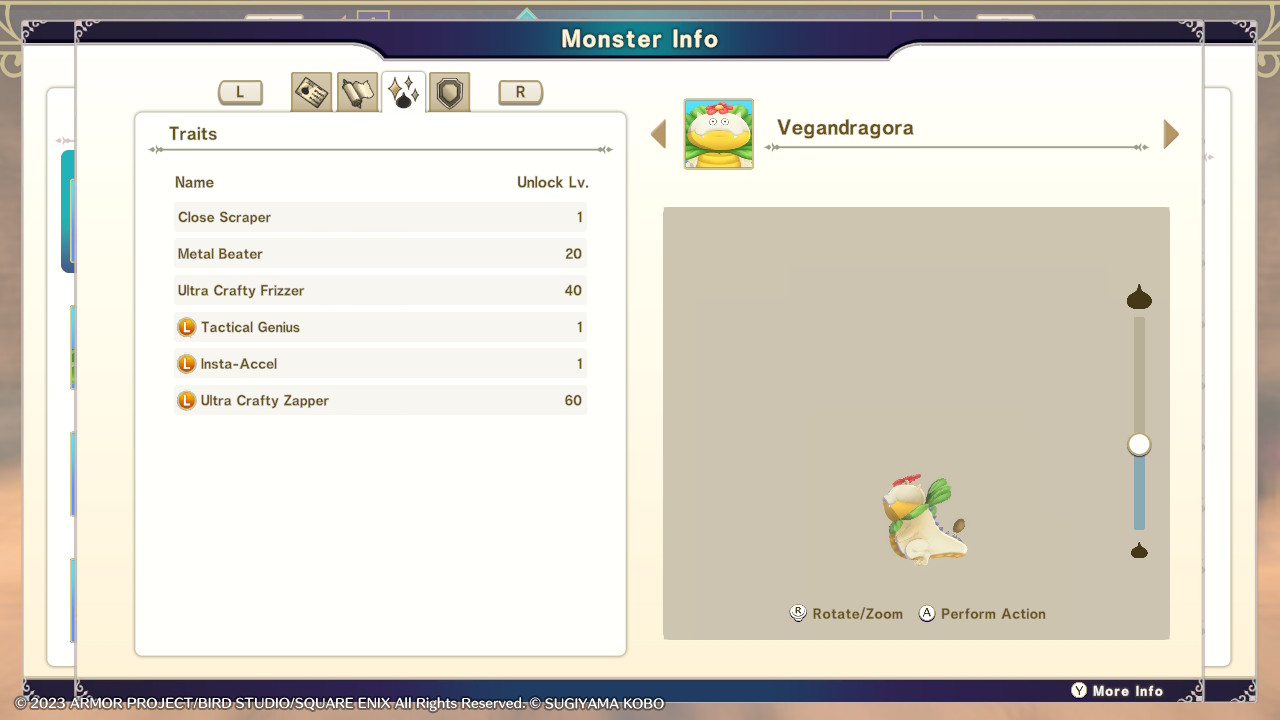 Monster Info
L
R
Traits
Name Unlock Lv.
Close Scraper 1
Metal Beater 20
Ultra Crafty Frizzer 40
L Tactical Genius 1
L Insta-Accel 1
L Ultra Crafty Zapper 60
Vegandragora
R Rotate/Zoom A Perform Action
Y More Info
© 2023 ARMOR PROJECT/BIRD STUDIO/SQUARE ENIX All Rights Reserved. © SUGIYAMA KOBO